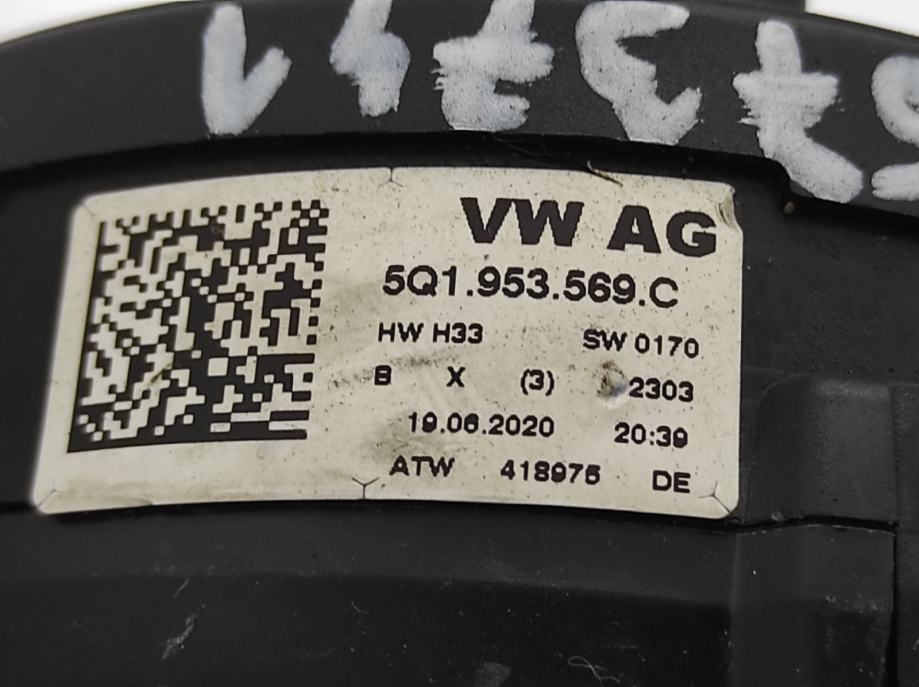 VW AG
5Q1.953.569.C
HW H33 SW 0170
B X (3) 2303
19.06.2020 20:39
ATW 418975 DE